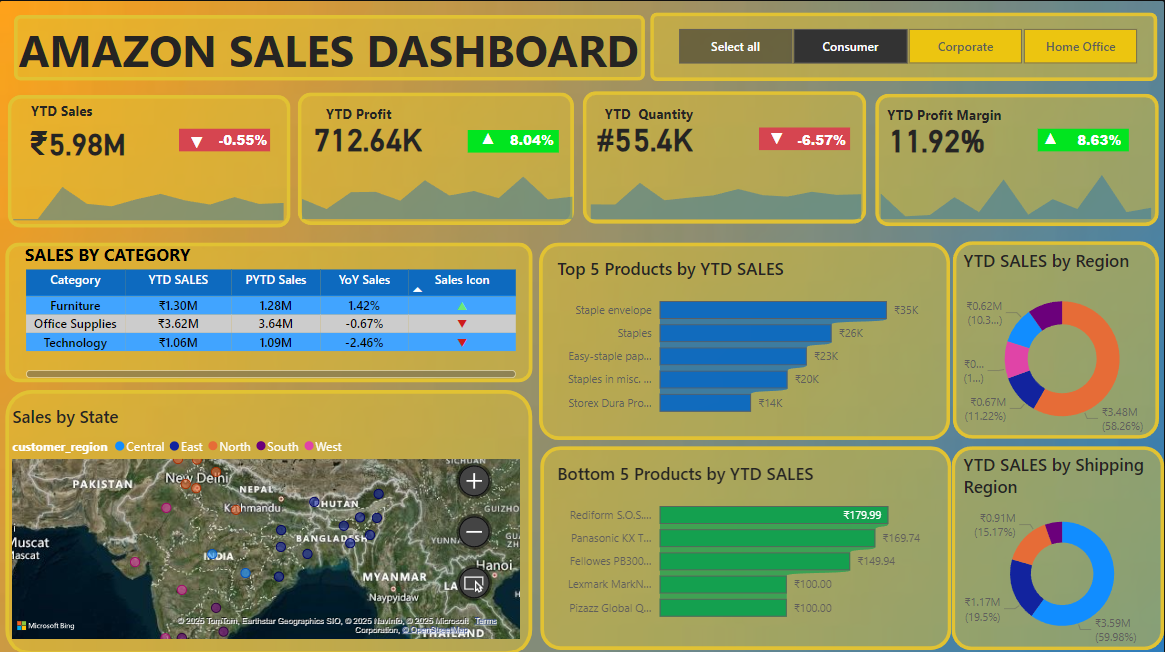 AMAZON SALES DASHBOARD
Select all
Consumer
Corporate
Home Office
YTD Sales
₹5.98M
▼ -0.55%
YTD Profit
712.64K
▲ 8.04%
YTD Quantity
#55.4K
▼ -6.57%
YTD Profit Margin
11.92%
▲ 8.63%
SALES BY CATEGORY
Category YTD SALES PYTD Sales YoY Sales Sales Icon
Furniture ₹1.30M 1.28M 1.42% ▲
Office Supplies ₹3.62M 3.64M -0.67% ▼
Technology ₹1.06M 1.09M -2.46% ▼
Top 5 Products by YTD SALES
Staple envelope ₹35K
Staples ₹26K
Easy-staple pap... ₹23K
Staples in misc. ... ₹20K
Storex Dura Pro... ₹14K
YTD SALES by Region
₹0.62M
(10.3...)
₹0...
(1...)
₹0.67M
(11.22%)
₹3.48M
(58.26%)
Sales by State
customer_region Central East North South West
PAKISTAN
New Delhi
NEPAL
Kathmandu
BHUTAN
SICHUAN
GUIZHO
Muscat
Mascat
INDIA
BANGLADESH
YUNNA
Hanoi
MYANMAR
LA
Naypyidaw
THAILAND
Microsoft Bing
© 2025 TomTom, Earthstar Geographics SIO, © 2025 NavInfo, © 2025 Microsoft Terms
Corporation, © OpenStreetMap
Bottom 5 Products by YTD SALES
Rediform S.O.S.... ₹179.99
Panasonic KX T... ₹169.74
Fellowes PB300... ₹149.94
Lexmark MarkN... ₹100.00
Pizazz Global Q... ₹100.00
YTD SALES by Shipping
Region
₹0.91M
(15.17%)
₹1.17M
(19.5%)
₹3.59M
(59.98%)